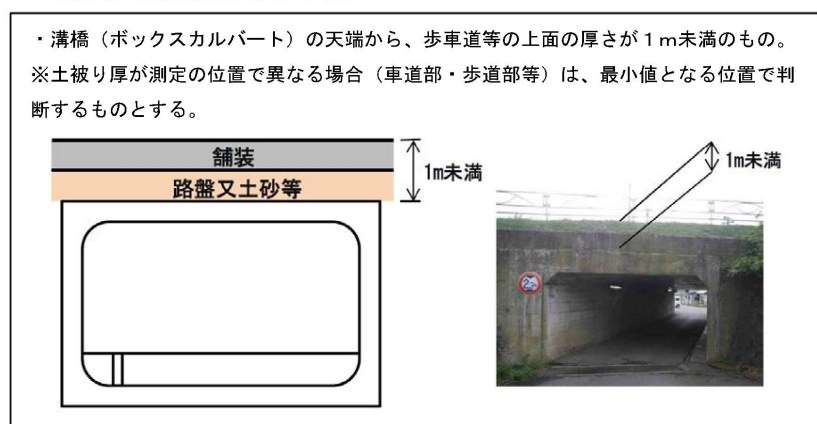 ・溝橋（ボックスカルバート）の天端から、歩車道等の上面の厚さが１ｍ未満のもの。
※土被り厚が測定の位置で異なる場合（車道部・歩道部等）は、最小値となる位置で判
断するものとする。
舗装
路盤又土砂等
1m未満
1m未満